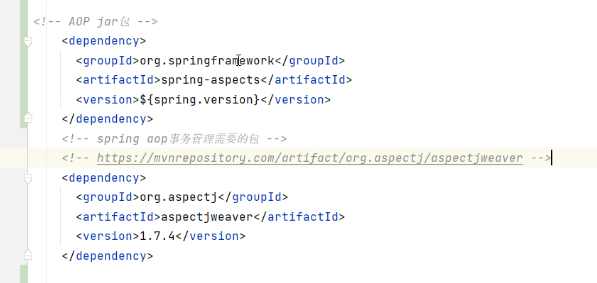 <!-- AOP jar包 -->
<dependency>
<groupId>org.springframework</groupId>
<artifactId>spring-aspects</artifactId>
<version>${spring.version}</version>
</dependency>
<!-- spring aop事务管理需要的包 -->
<!-- https://mvnrepository.com/artifact/org.aspectj/aspectjweaver -->
<dependency>
<groupId>org.aspectj</groupId>
<artifactId>aspectjweaver</artifactId>
<version>1.7.4</version>
</dependency>